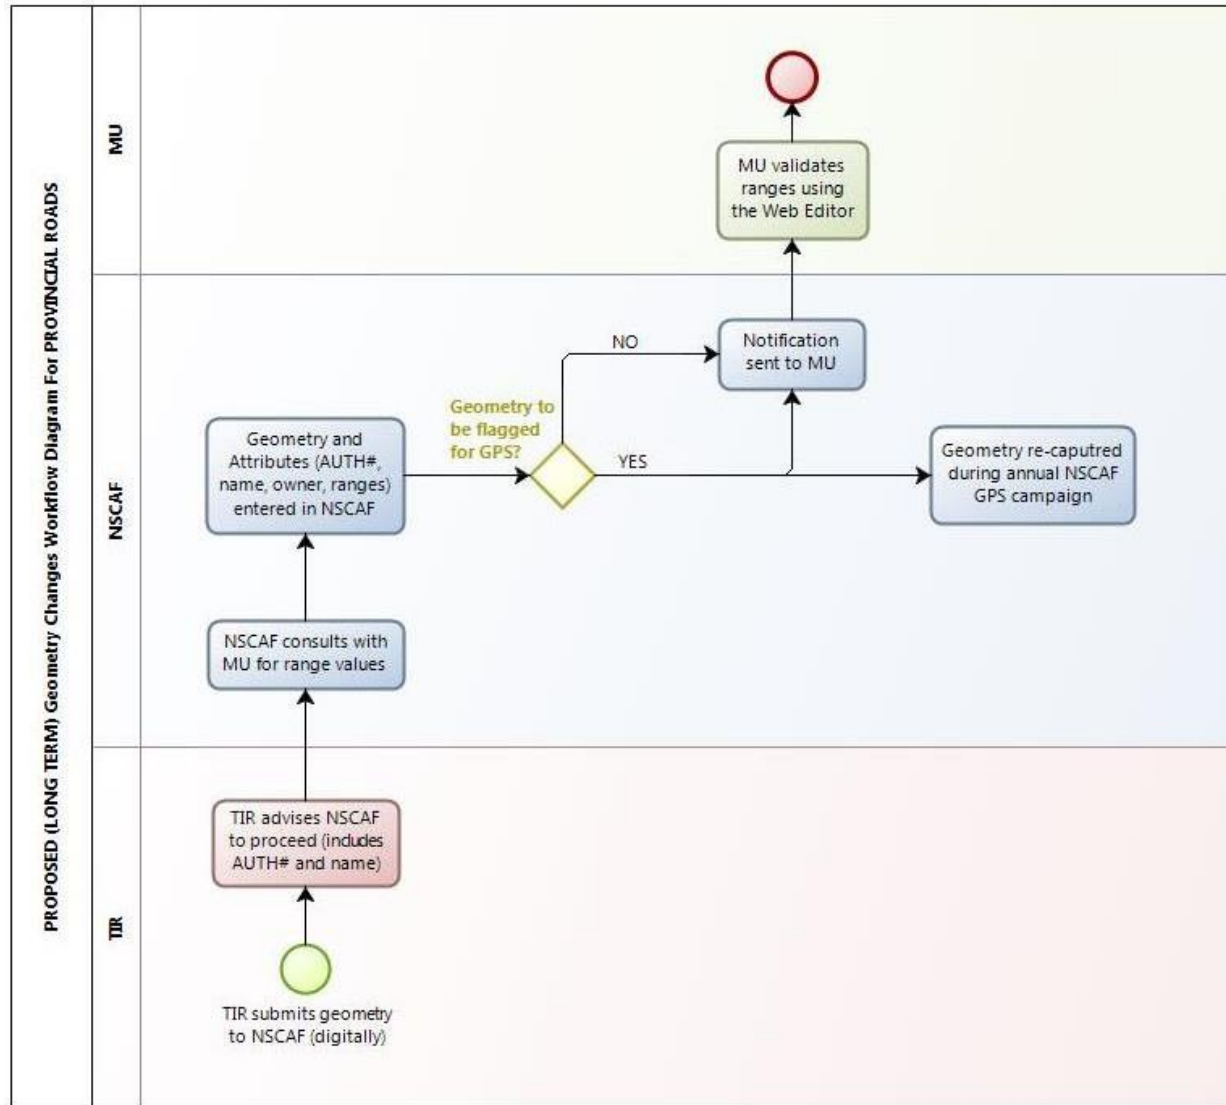 PROPOSED (LONG TERM) Geometry Changes Workflow Diagram For PROVINCIAL ROADS
MU
MU validates
ranges using
the Web Editor
NSCAF
NO
Notification
sent to MU
Geometry to
be flagged
for GPS?
YES
Geometry and
Attributes (AUTH#,
name, owner, ranges)
entered in NSCAF
Geometry re-caputred
during annual NSCAF
GPS campaign
NSCAF consults with
MU for range values
TIR
TIR advises NSCAF
to proceed (includes
AUTH# and name)
TIR submits geometry
to NSCAF (digitally)